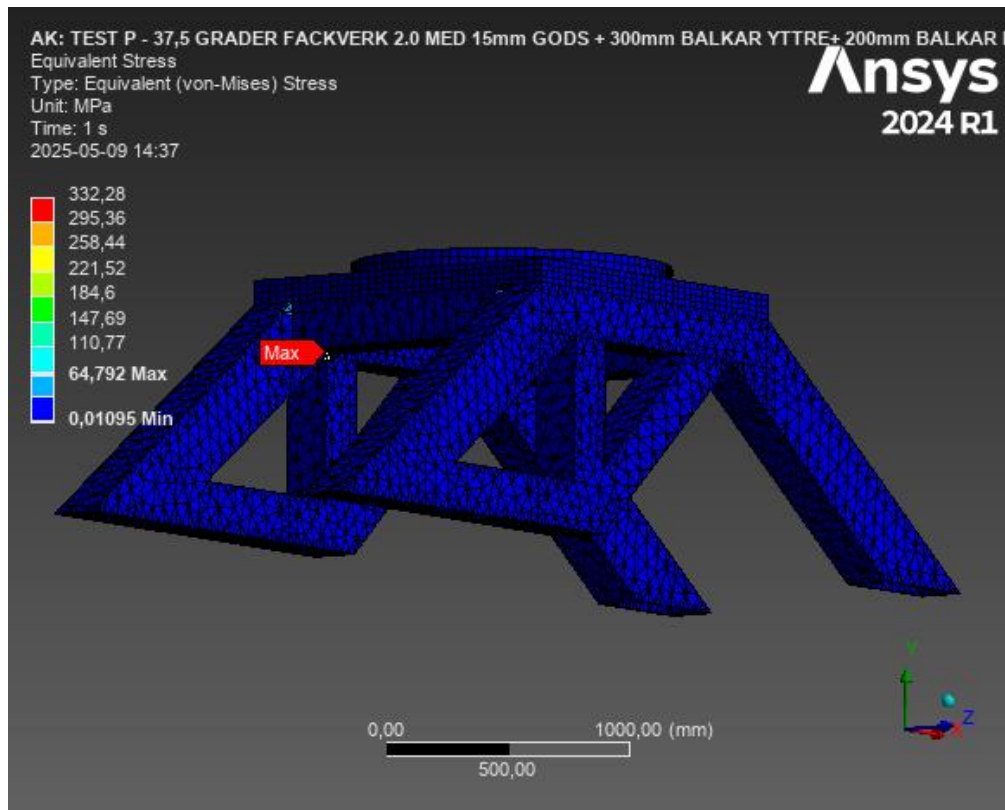 AK: TEST P - 37,5 GRADER FACKVERK 2.0 MED 15mm GODS + 300mm BALKAR YTTRE+ 200mm BALKAR
Equivalent Stress
Type: Equivalent (von-Mises) Stress
Unit: MPa
Time: 1 s
2025-05-09 14:37
Ansys
2024 R1
332,28
295,36
258,44
221,52
184,6
147,69
110,77
64,792 Max
0,01095 Min
Max
Y
Z
X
0,00 1000,00 (mm)
500,00